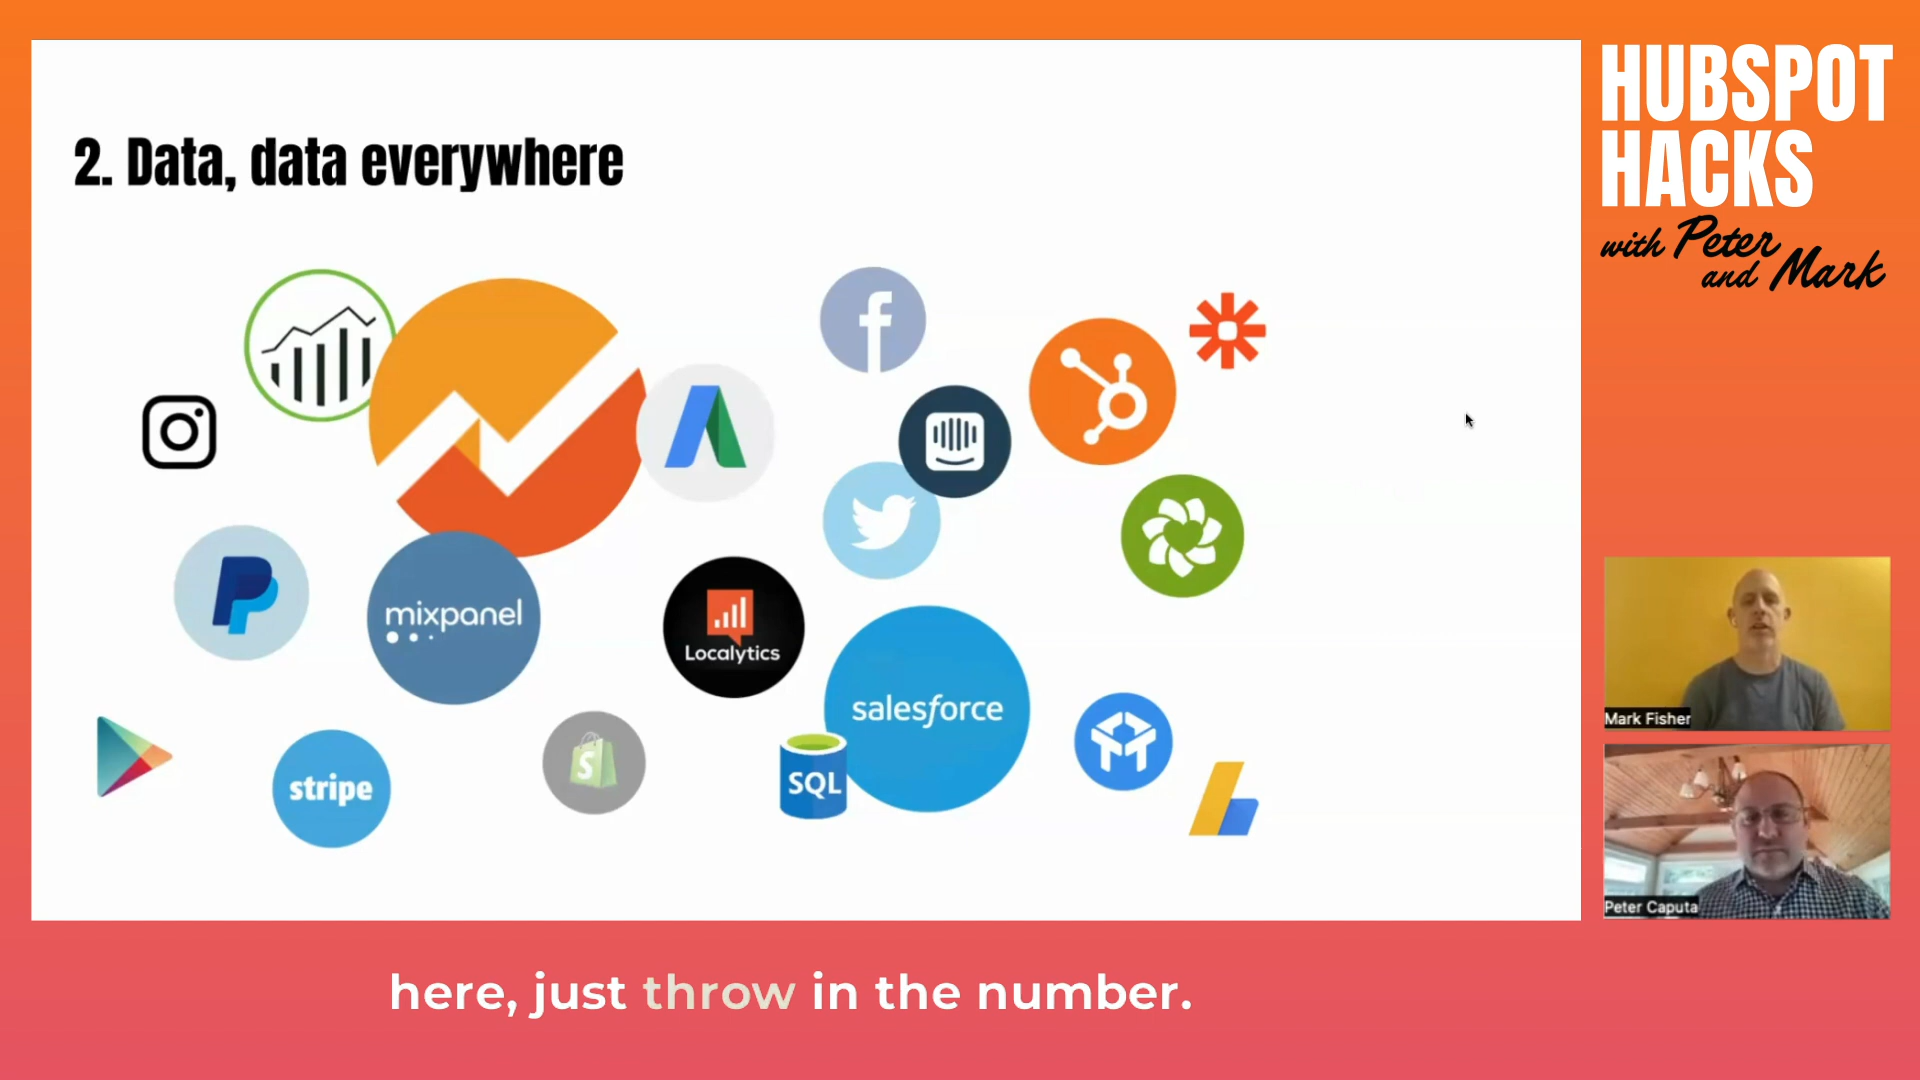 HUBSPOT
HACKS
with Peter
and Mark
2. Data, data everywhere
mixpanel
Localytics
salesforce
stripe
S
SQL
Mark Fisher
Peter Caputa
here, just throw in the number.